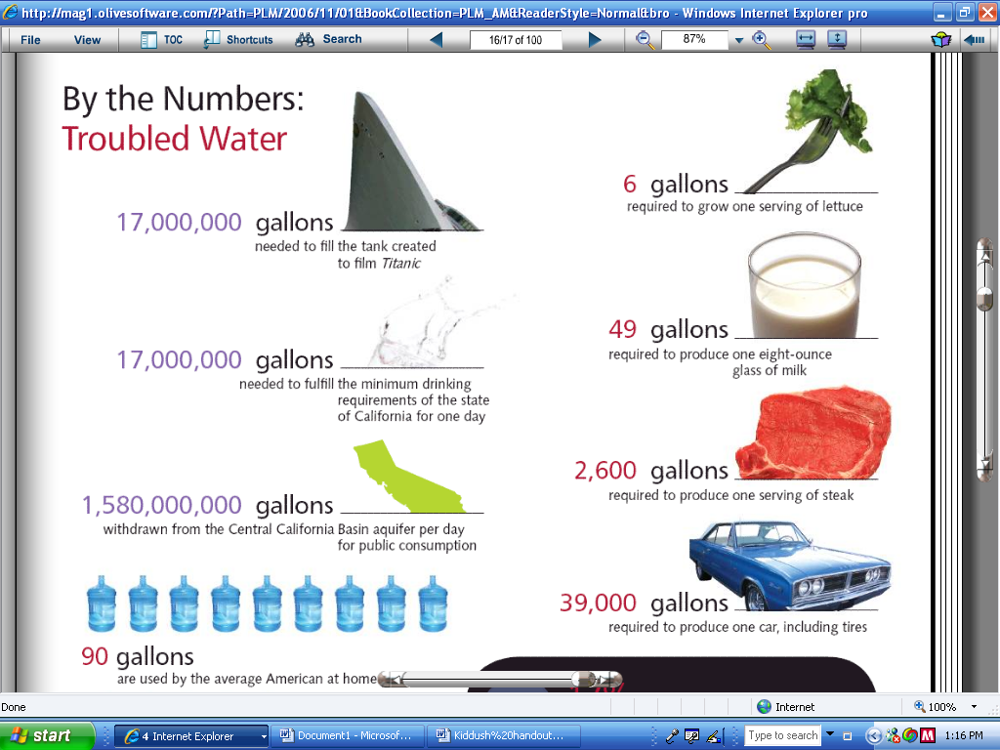 http://mag1.olivesoftware.com/?Path=PLM/2006/11/01&BookCollection=PLM_AM&ReaderStyle=Normal&bro - Windows Internet Explorer pro
File View TOC Shortcuts Search 16/17 of 100 87%
By the Numbers:
Troubled Water
17,000,000 gallons
needed to fill the tank created
to film Titanic
17,000,000 gallons
needed to fulfill the minimum drinking
requirements of the state
of California for one day
1,580,000,000 gallons
withdrawn from the Central California Basin aquifer per day
for public consumption
90 gallons
are used by the average American at home
6 gallons
required to grow one serving of lettuce
49 gallons
required to produce one eight-ounce
glass of milk
2,600 gallons
required to produce one serving of steak
39,000 gallons
required to produce one car, including tires
Done Internet 100%
start 4 Internet Explorer Document1 - Microsof... Kiddush%20handout... Type to search 1:16 PM